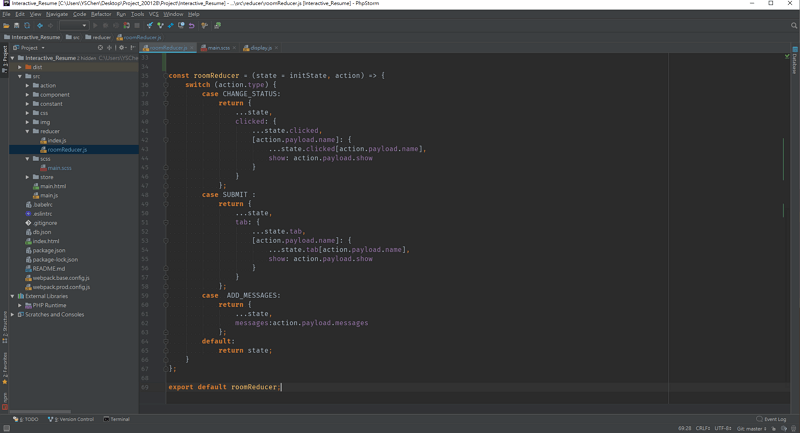 Interactive_Resume [C:\Users\YSChen\Desktop\Project_200128\Project\Interactive_Resume] - ...\src\reducer\roomReducer.js [Interactive_Resume] - PhpStorm
File Edit View Navigate Code Refactor Run Tools VCS Window Help
Interactive_Resume src reducer roomReducer.js
Project
roomReducer.js × main.scss × display.js ×
Interactive_Resume 2 hidden
dist
src
action
component
constant
css
img
reducer
index.js
roomReducer.js
scss
main.scss
store
main.html
main.js
.babelrc
.eslintrc
.gitignore
db.json
index.html
package.json
package-lock.json
README.md
webpack.base.config.js
webpack.prod.config.js
External Libraries
PHP Runtime
Scratches and Consoles
1: Project
Z: Structure
2: Favorites
npm
Database
33
34
35 const roomReducer = (state = initState, action) => {
36 switch (action.type) {
37 case CHANGE_STATUS:
38 return {
39 ...state,
40 clicked: {
41 ...state.clicked,
42 [action.payload.name]: {
43 ...state.clicked[action.payload.name],
44 show: action.payload.show
45 }
46 }
47 };
48 case SUBMIT :
49 return {
50 ...state,
51 tab: {
52 ...state.tab,
53 [action.payload.name]: {
54 ...state.tab[action.payload.name],
55 show: action.payload.show
56 }
57 }
58 };
59 case ADD_MESSAGES:
60 return {
61 ...state,
62 messages:action.payload.messages
63 };
64 default:
65 return state;
66 }
67 };
68
69 export default roomReducer;
6: TODO 9: Version Control Terminal Event Log
69:28 CRLF UTF-8 Git: master